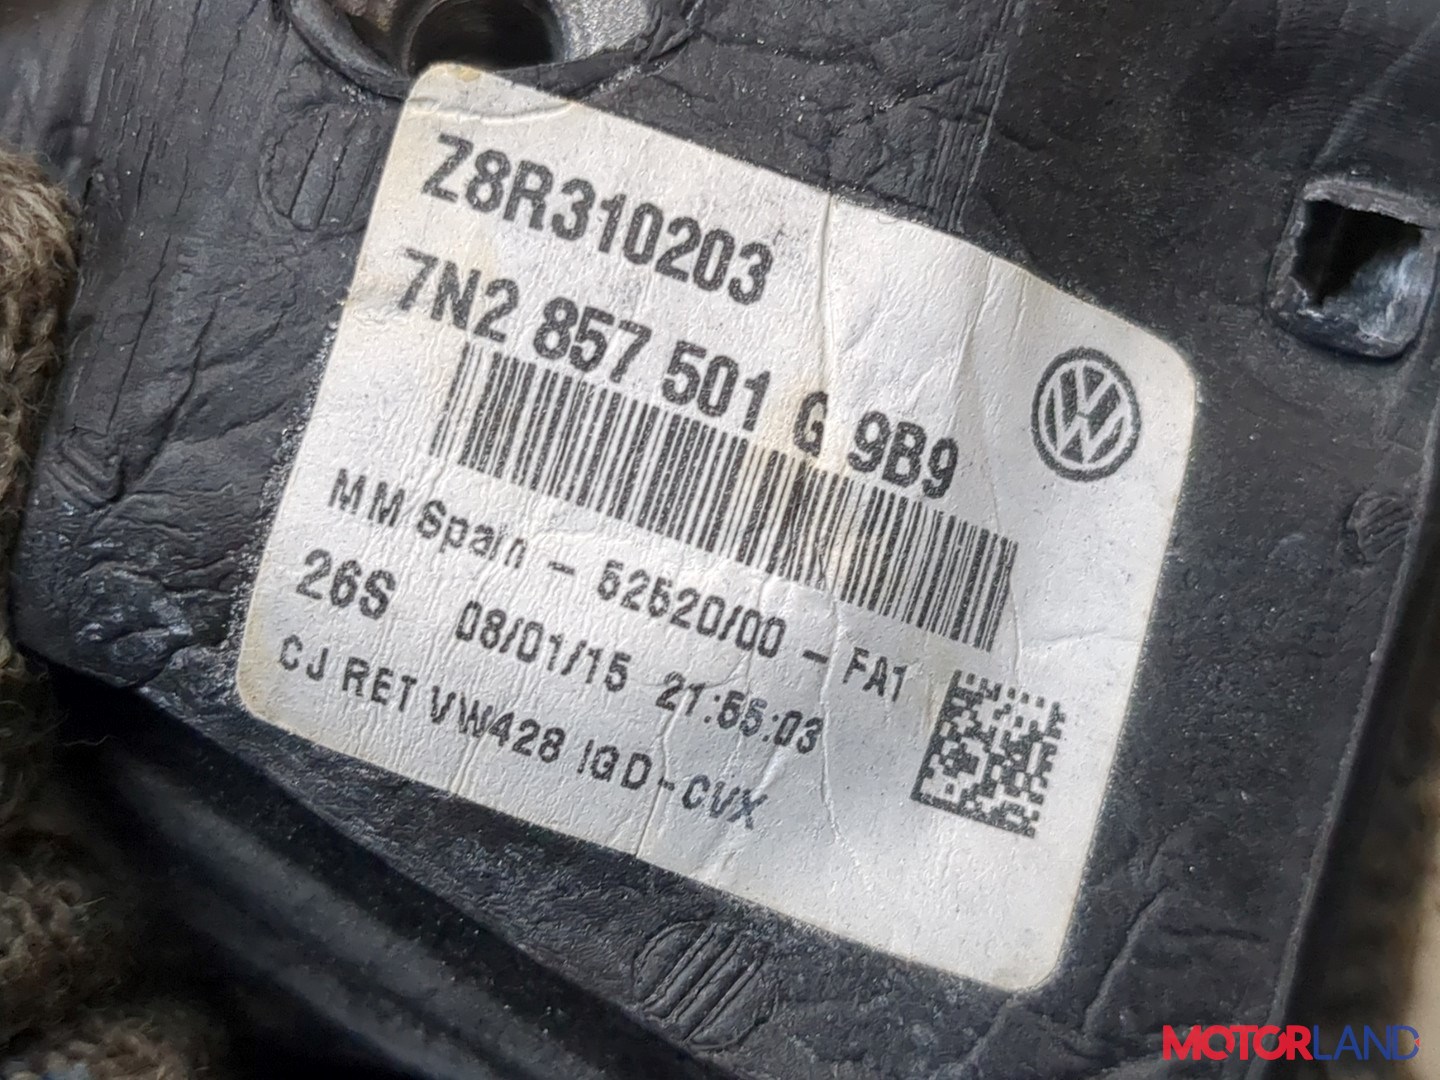 Z8R310203
7N2 857 501 G 9B9
MM Spain - 52520/00 - FA1
26S 08/01/15 21:55:03
CJ RET VW428 IGD-CVX
MOTORLAND